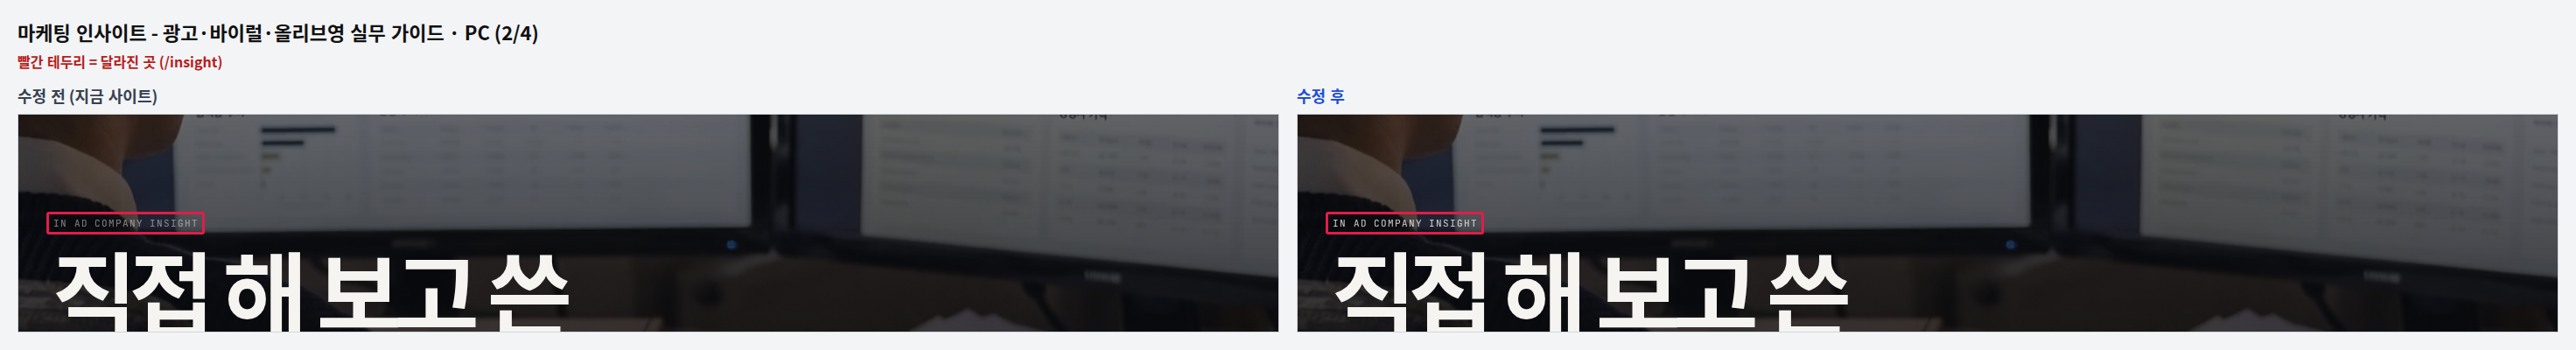 마케팅 인사이트 - 광고·바이럴·올리브영 실무 가이드 · PC (2/4)
빨간 테두리 = 달라진 곳 (/insight)
수정 전 (지금 사이트)
수정 후
IN AD COMPANY INSIGHT
직접 해 보고 쓴
IN AD COMPANY INSIGHT
직접 해 보고 쓴